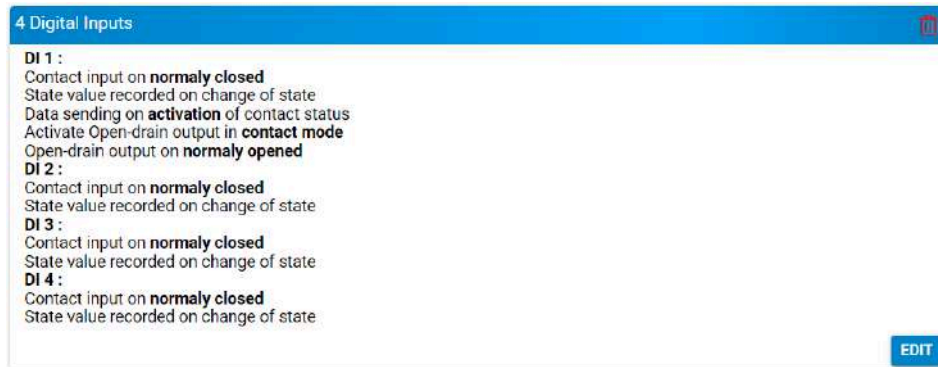 4 Digital Inputs
DI 1 :
Contact input on normaly closed
State value recorded on change of state
Data sending on activation of contact status
Activate Open-drain output in contact mode
Open-drain output on normaly opened
DI 2 :
Contact input on normaly closed
State value recorded on change of state
DI 3 :
Contact input on normaly closed
State value recorded on change of state
DI 4 :
Contact input on normaly closed
State value recorded on change of state
EDIT